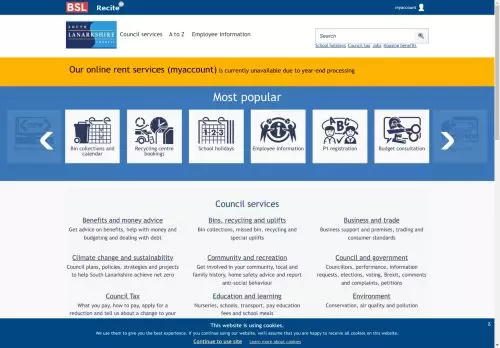 BSL Recite
myaccount
SOUTH
LANARKSHIRE
COUNCIL
Council services A to Z Employee information
Search
School holidays Council tax Jobs Housing benefits
Our online rent services (myaccount) is currently unavailable due to year-end processing
Most popular
Bin collections and calendar
Recycling centre bookings
School holidays
Employee information
P1 registration
Budget consultation
Council services
Benefits and money advice
Get advice on benefits, help with money and
budgeting and dealing with debt
Bins, recycling and uplifts
Bin collections, missed bin, recycling and
special uplifts
Business and trade
Business support and premises, trading and
consumer standards
Climate change and sustainability
Council plans, policies, strategies and projects
to help South Lanarkshire achieve net zero
Community and recreation
Get involved in your community, local and
family history, home safety advice and report
anti-social behaviour
Council and government
Councillors, performance, information
requests, elections, voting, Brexit, comments
and complaints, petitions
Council Tax
What you pay, how to pay, apply for a
reduction and tell us about a change to your
Education and learning
Nurseries, schools, transport, pay education
fees and school meals
Environment
Conservation, air quality and pollution
This website is using cookies.
We use them to give you the best experience. If you continue using our website, we'll assume that you are happy to receive all cookies on this website.
Continue to use site Learn more about cookies
x